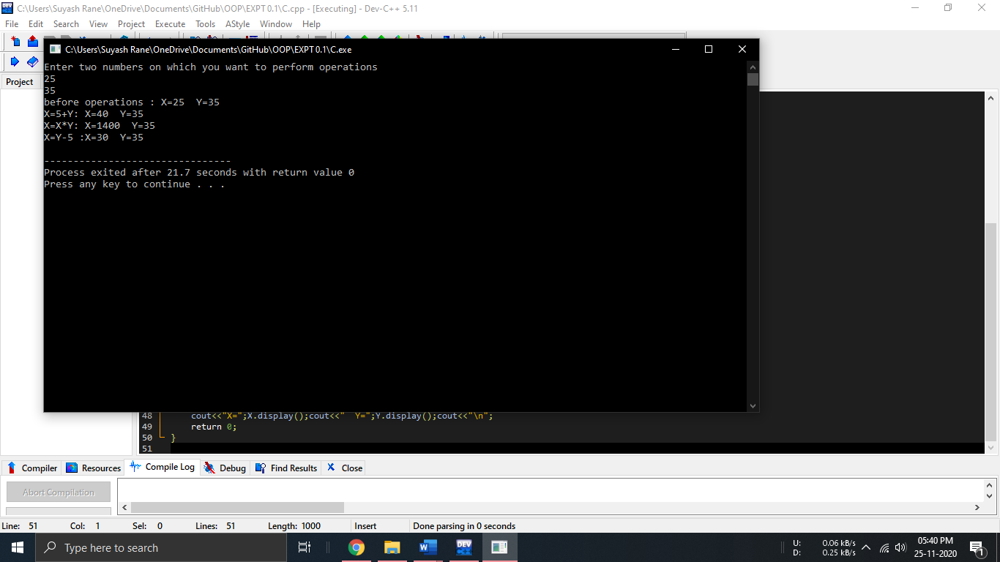 C:\Users\Suyash Rane\OneDrive\Documents\GitHub\OOP\EXPT 0.1\C.cpp - [Executing] - Dev-C++ 5.11
File Edit Search View Project Execute Tools AStyle Window Help
C:\Users\Suyash Rane\OneDrive\Documents\GitHub\OOP\EXPT 0.1\C.exe
Project
Enter two numbers on which you want to perform operations
25
35
before operations : X=25  Y=35
X=5+Y: X=40  Y=35
X=X*Y: X=1400  Y=35
X=Y-5 :X=30  Y=35
--------------------------------
Process exited after 21.7 seconds with return value 0
Press any key to continue . . .
48 cout<<"X=";X.display();cout<<"  Y=";Y.display();cout<<"\n";
49 return 0;
50 }
51
Compiler Resources Compile Log Debug Find Results Close
Abort Compilation
Line: 51 Col: 1 Sel: 0 Lines: 51 Length: 1000 Insert Done parsing in 0 seconds
Type here to search
U: 0.06 kB/s
D: 0.25 kB/s
05:40 PM
25-11-2020
1